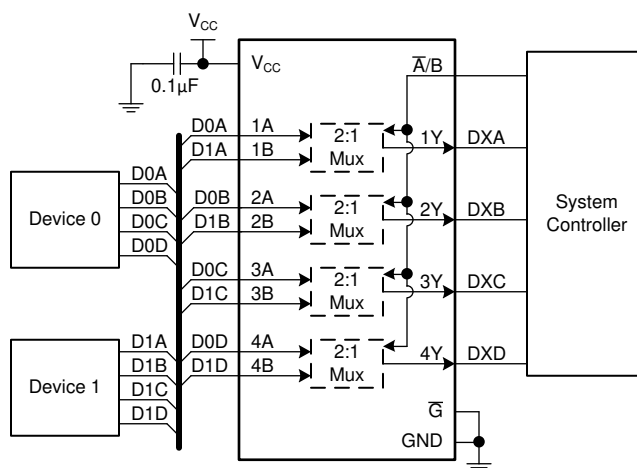 V_CC
V_CC
A̅/B
0.1µF
D0A 1A
D1A 1B
2:1 Mux
1Y DXA
D0B 2A
D1B 2B
2:1 Mux
2Y DXB
D0C 3A
D1C 3B
2:1 Mux
3Y DXC
D0D 4A
D1D 4B
2:1 Mux
4Y DXD
G̅
GND
Device 0
D0A
D0B
D0C
D0D
Device 1
D1A
D1B
D1C
D1D
System
Controller